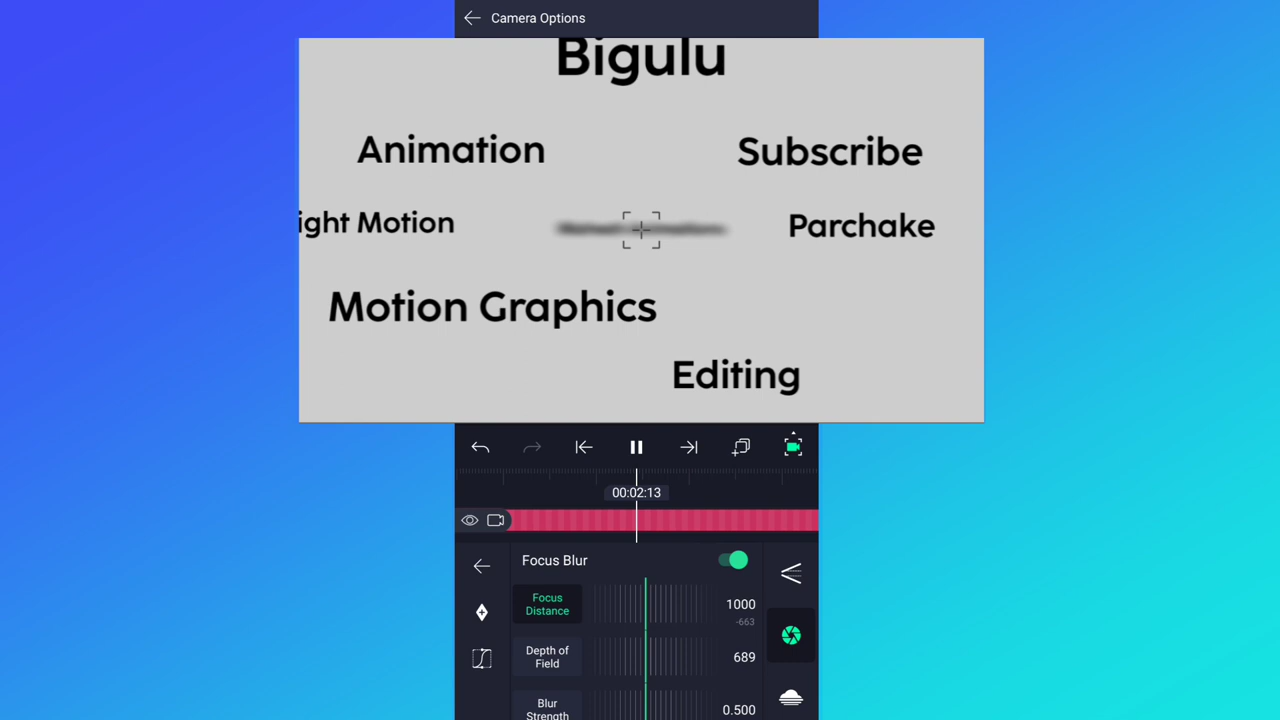 Camera Options
Bigulu
Animation
Subscribe
ight Motion
Parchake
Motion Graphics
Editing
00:02:13
Focus Blur
Focus
Distance
1000
-663
Depth of
Field
689
Blur
Strength
0.500